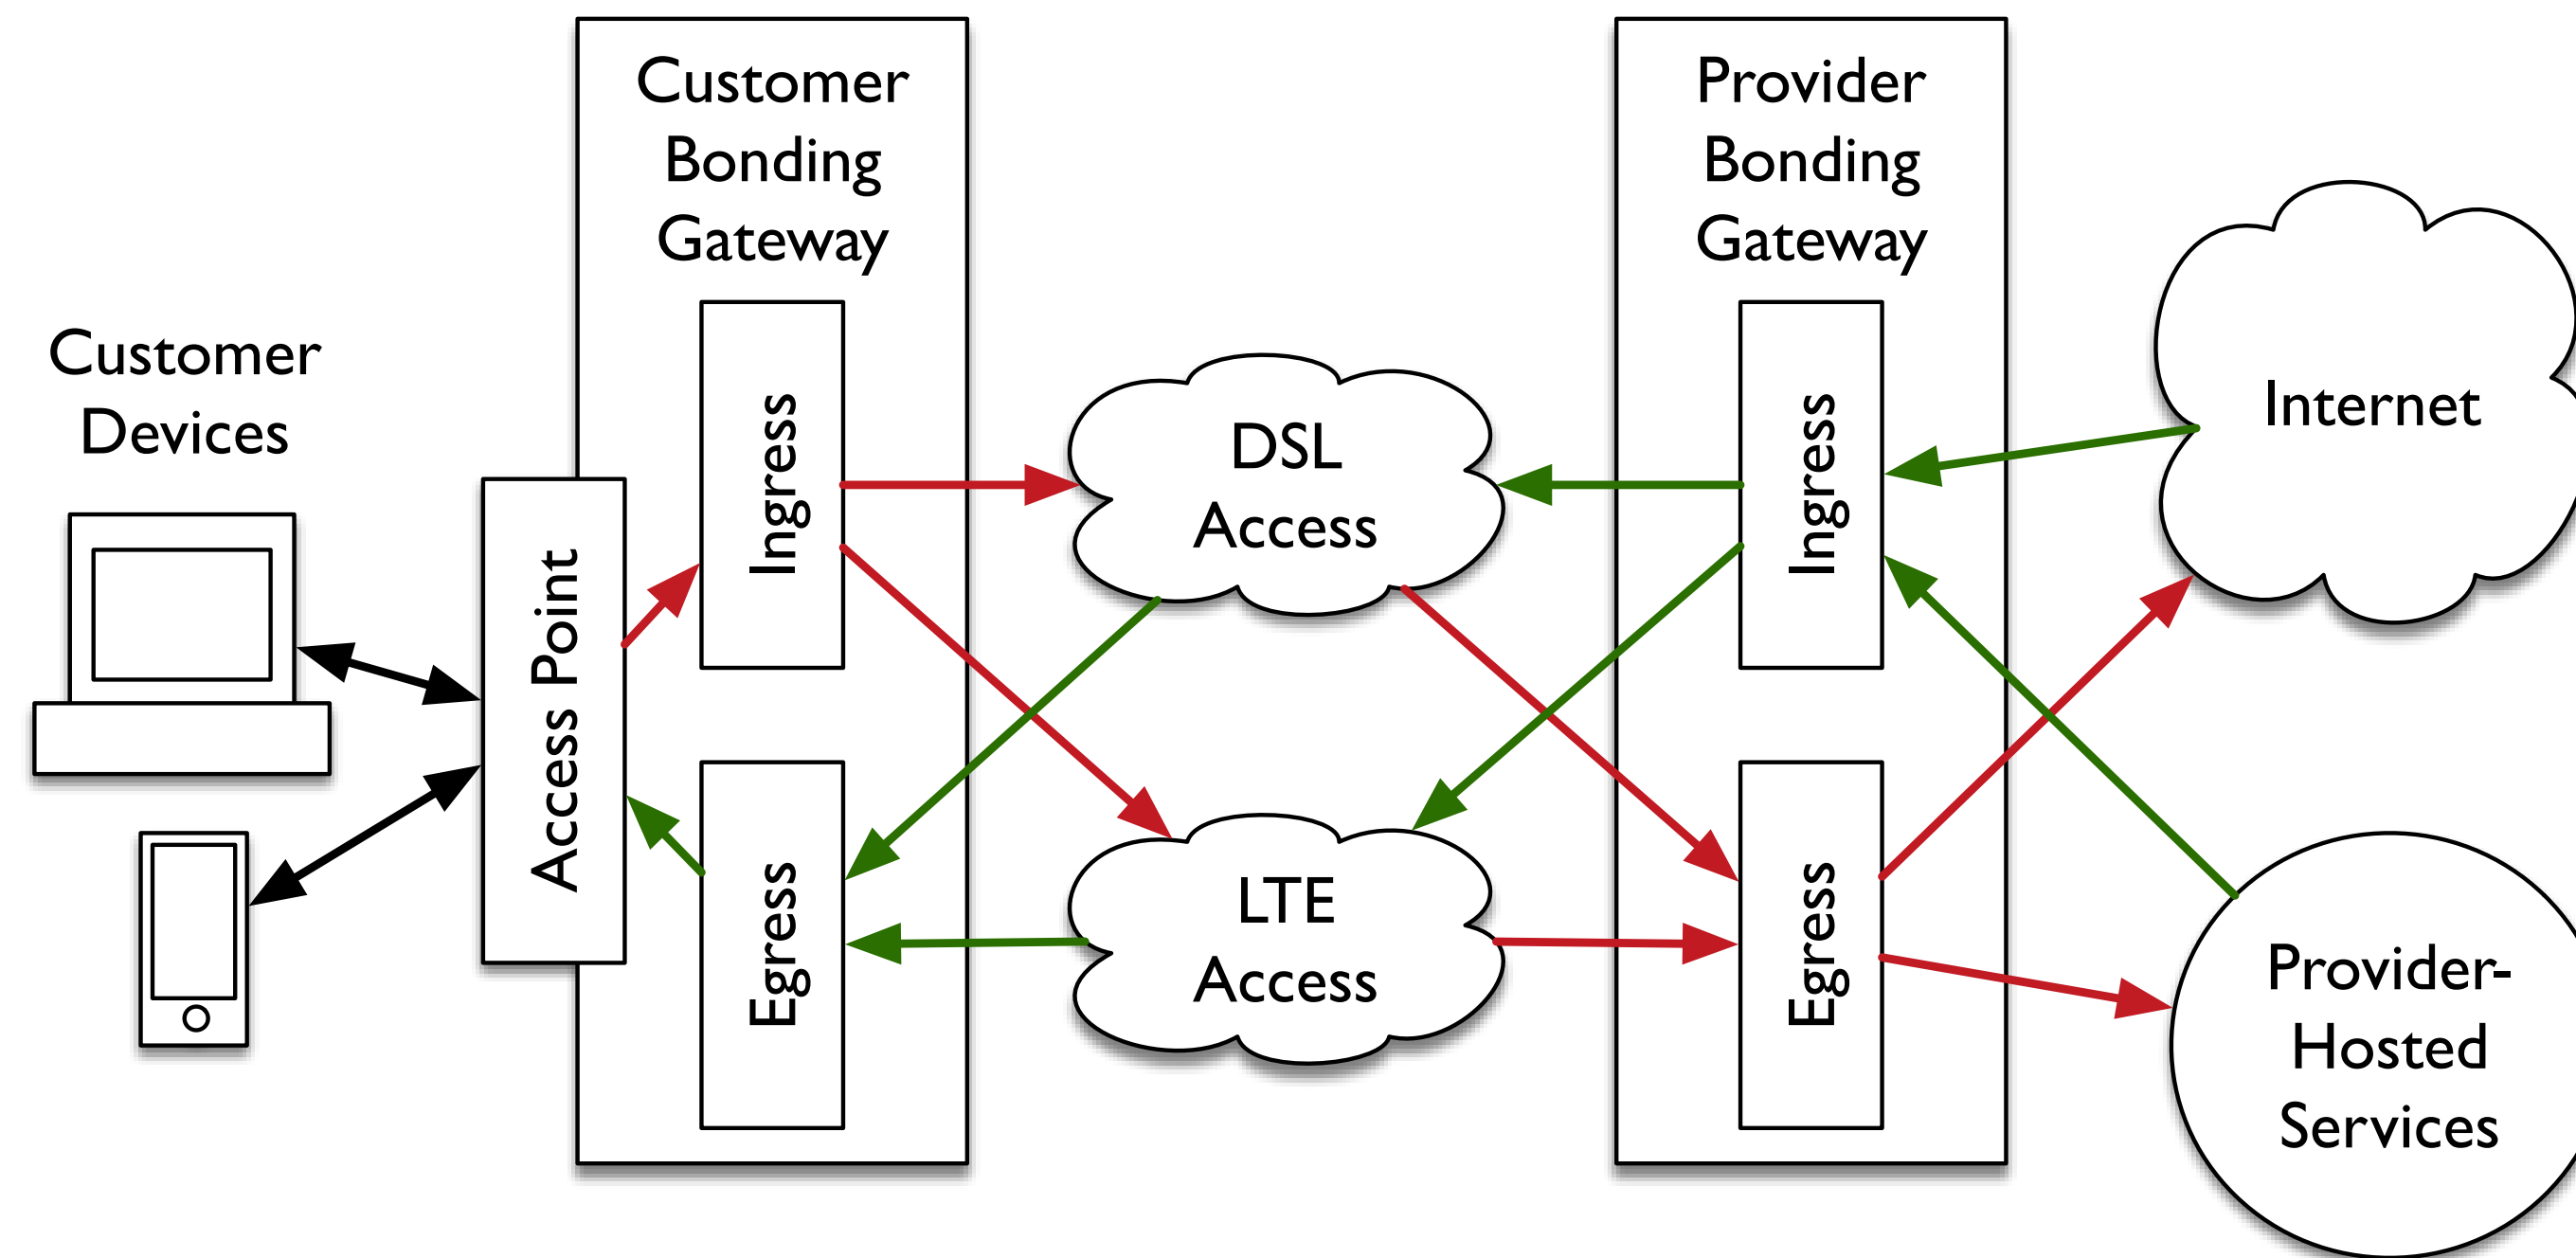 Customer
Devices
Access Point
Customer
Bonding
Gateway
Ingress
Egress
DSL
Access
LTE
Access
Provider
Bonding
Gateway
Ingress
Egress
Internet
Provider-
Hosted
Services